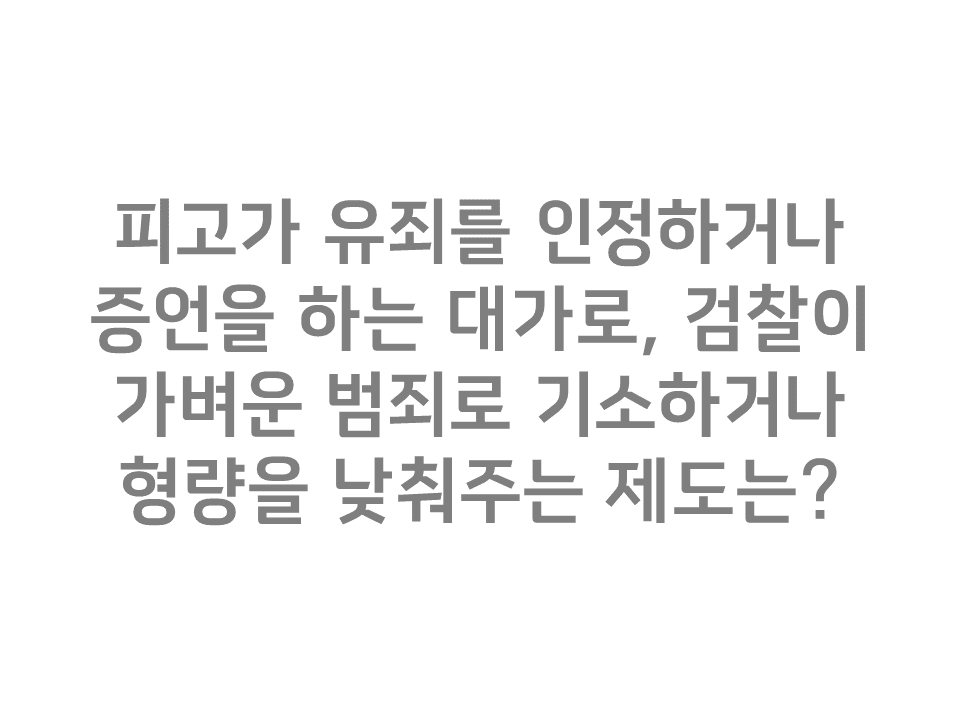 피고가 유죄를 인정하거나
증언을 하는 대가로, 검찰이
가벼운 범죄로 기소하거나
형량을 낮춰주는 제도는?